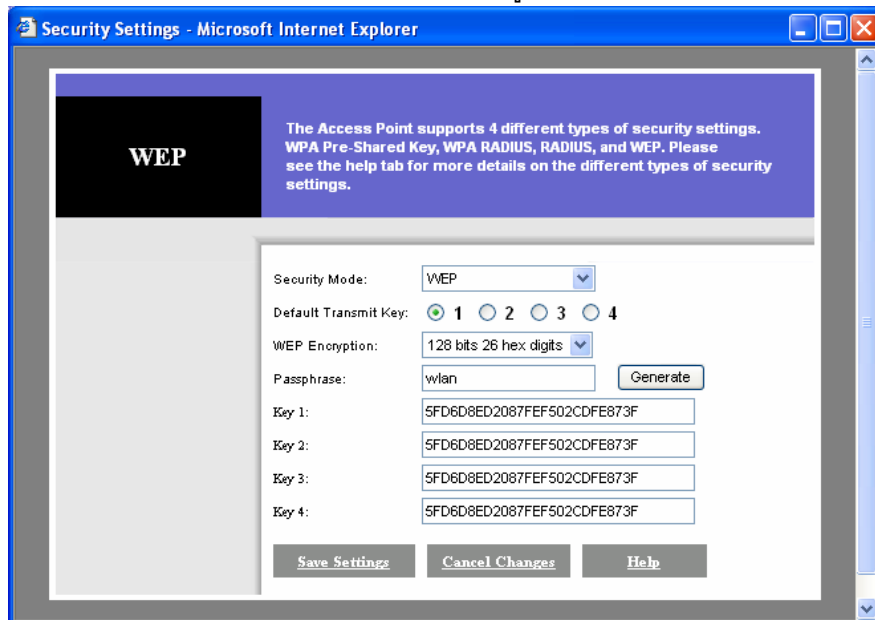 Security Settings - Microsoft Internet Explorer
WEP
The Access Point supports 4 different types of security settings.
WPA Pre-Shared Key, WPA RADIUS, RADIUS, and WEP. Please
see the help tab for more details on the different types of security
settings.
Security Mode: WEP
Default Transmit Key: 1 2 3 4
WEP Encryption: 128 bits 26 hex digits
Passphrase: wlan Generate
Key 1: 5FD6D8ED2087FEF502CDFE873F
Key 2: 5FD6D8ED2087FEF502CDFE873F
Key 3: 5FD6D8ED2087FEF502CDFE873F
Key 4: 5FD6D8ED2087FEF502CDFE873F
Save Settings Cancel Changes Help